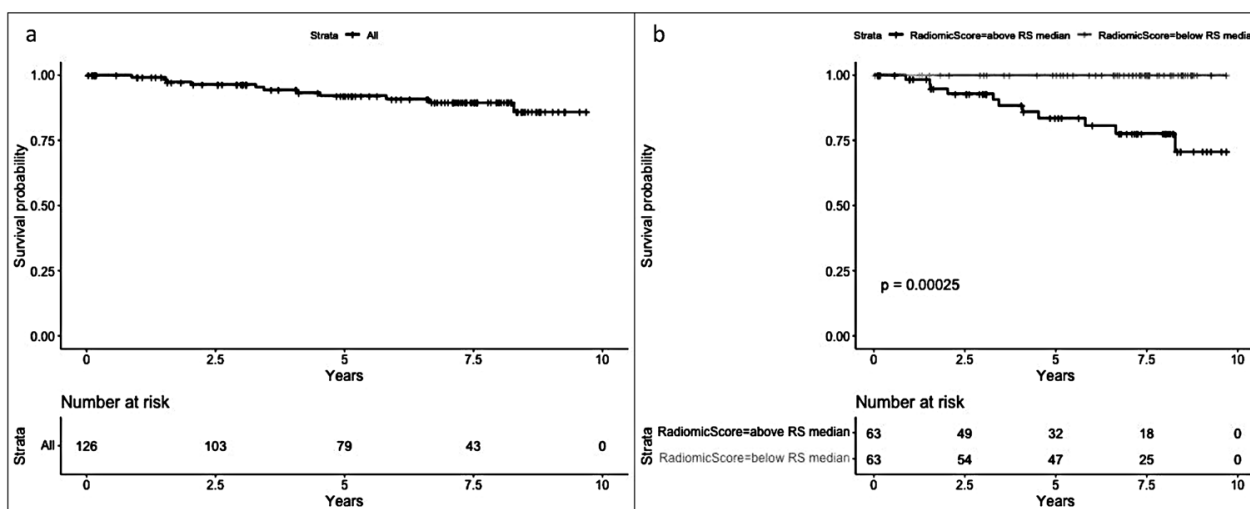 a
Strata All
1.00
0.75
0.50
0.25
0.00
Survival probability
0 2.5 5 7.5 10
Years
Number at risk
Strata
All 126 103 79 43 0
0 2.5 5 7.5 10
Years
b
Strata RadiomicScore=above RS median RadiomicScore=below RS median
1.00
0.75
0.50
0.25
0.00
Survival probability
p = 0.00025
0 2.5 5 7.5 10
Years
Number at risk
Strata
RadiomicScore=above RS median 63 49 32 18 0
RadiomicScore=below RS median 63 54 47 25 0
0 2.5 5 7.5 10
Years